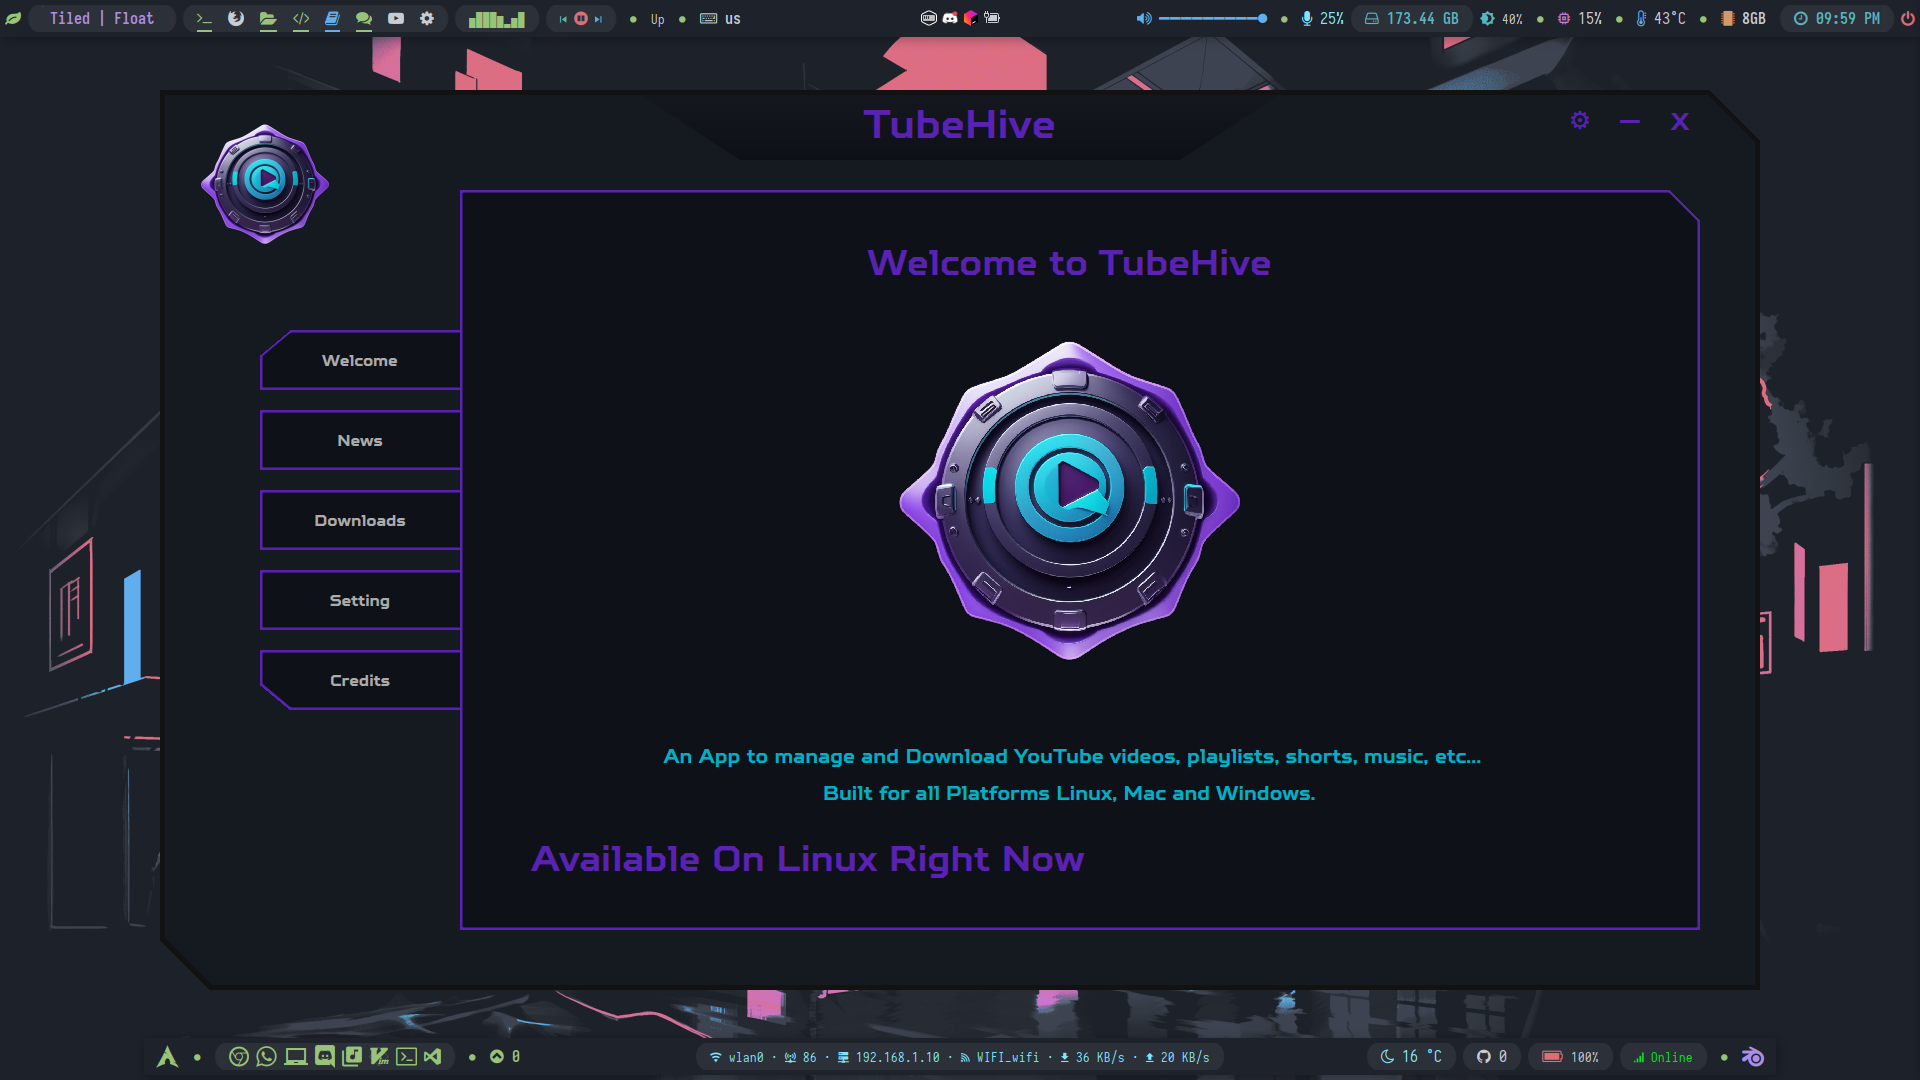 Tiled | Float
Up
us
25%
173.44 GB
40%
15%
43°C
8GB
09:59 PM
TubeHive
X
Welcome to TubeHive
Welcome
News
Downloads
Setting
Credits
An App to manage and Download YouTube videos, playlists, shorts, music, etc...
Built for all Platforms Linux, Mac and Windows.
Available On Linux Right Now
0
wlan0 · 86 · 192.168.1.10 · WIFI_wifi · 36 KB/s · 20 KB/s
16 °C
0
100%
Online